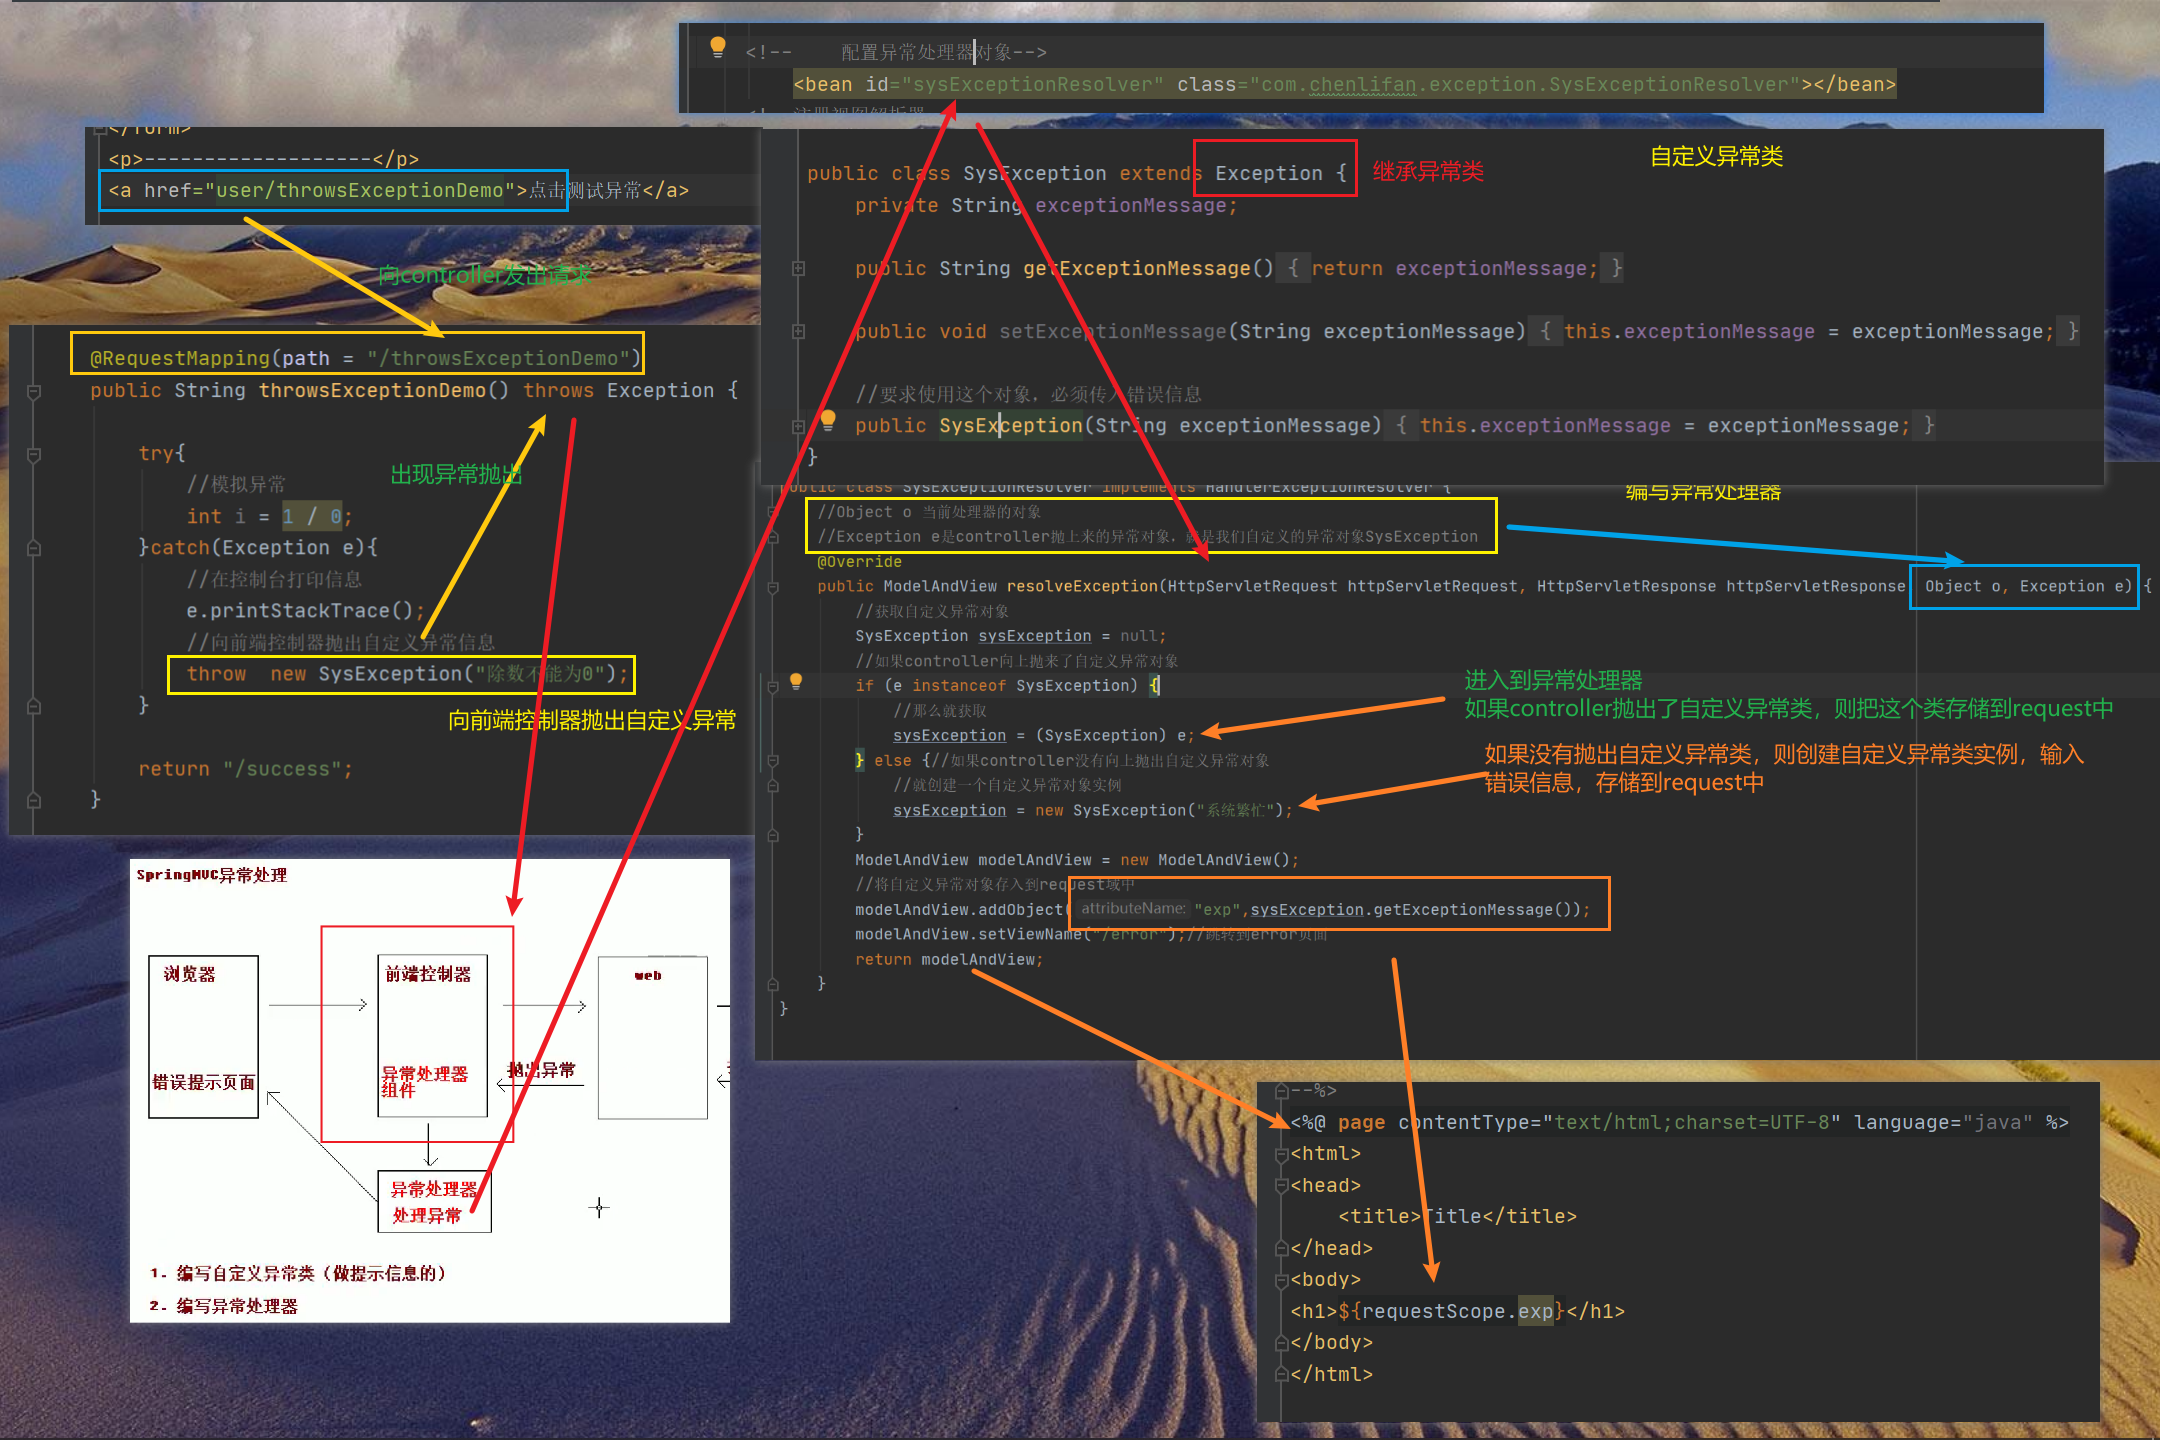 <!--    配置异常处理器对象-->
<bean id="sysExceptionResolver" class="com.chenlifan.exception.SysExceptionResolver"></bean>
</form>
<p>-------------------</p>
<a href="user/throwsExceptionDemo">点击测试异常</a>
向controller发出请求
@RequestMapping(path = "/throwsExceptionDemo")
public String throwsExceptionDemo() throws Exception {
try{
//模拟异常
int i = 1 / 0;
}catch(Exception e){
//在控制台打印信息
e.printStackTrace();
//向前端控制器抛出自定义异常信息
throw  new SysException("除数不能为0");
}
return "/success";
}
出现异常抛出
向前端控制器抛出自定义异常
自定义异常类
public class SysException extends Exception {
继承异常类
private String exceptionMessage;
public String getExceptionMessage() { return exceptionMessage; }
public void setExceptionMessage(String exceptionMessage) { this.exceptionMessage = exceptionMessage; }
//要求使用这个对象，必须传入错误信息
public SysException(String exceptionMessage) { this.exceptionMessage = exceptionMessage; }
}
public class SysExceptionResolver implements HandlerExceptionResolver {
编写异常处理器
//Object o 当前处理器的对象
//Exception e是controller抛上来的异常对象，就是我们自定义的异常对象SysException
@Override
public ModelAndView resolveException(HttpServletRequest httpServletRequest, HttpServletResponse httpServletResponse Object o, Exception e) {
//获取自定义异常对象
SysException sysException = null;
//如果controller向上抛来了自定义异常对象
if (e instanceof SysException) {
//那么就获取
sysException = (SysException) e;
} else {//如果controller没有向上抛出自定义异常对象
//就创建一个自定义异常对象实例
sysException = new SysException("系统繁忙");
}
ModelAndView modelAndView = new ModelAndView();
//将自定义异常对象存入到request域中
modelAndView.addObject( attributeName: "exp",sysException.getExceptionMessage());
modelAndView.setViewName("/error");//跳转到error页面
return modelAndView;
}
}
进入到异常处理器
如果controller抛出了自定义异常类，则把这个类存储到request中
如果没有抛出自定义异常类，则创建自定义异常类实例，输入
错误信息，存储到request中
SpringMVC异常处理
浏览器
错误提示页面
前端控制器
异常处理器
组件
抛出异常
web
异常处理器
处理异常
1. 编写自定义异常类（做提示信息的）
2. 编写异常处理器
--%>
<%@ page contentType="text/html;charset=UTF-8" language="java" %>
<html>
<head>
<title>Title</title>
</head>
<body>
<h1>${requestScope.exp}</h1>
</body>
</html>